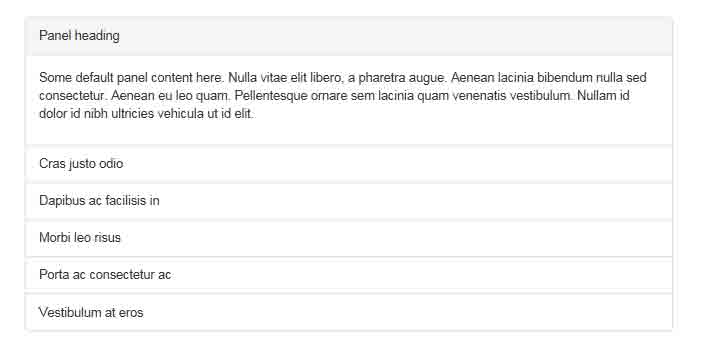 Panel heading
Some default panel content here. Nulla vitae elit libero, a pharetra augue. Aenean lacinia bibendum nulla sed
consectetur. Aenean eu leo quam. Pellentesque ornare sem lacinia quam venenatis vestibulum. Nullam id
dolor id nibh ultricies vehicula ut id elit.
Cras justo odio
Dapibus ac facilisis in
Morbi leo risus
Porta ac consectetur ac
Vestibulum at eros